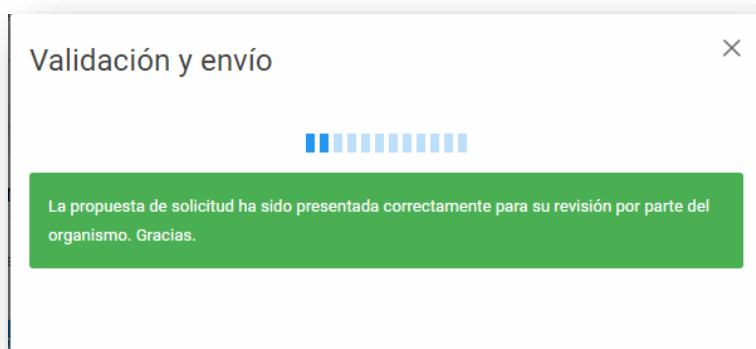 Validación y envío
La propuesta de solicitud ha sido presentada correctamente para su revisión por parte del
organismo. Gracias.